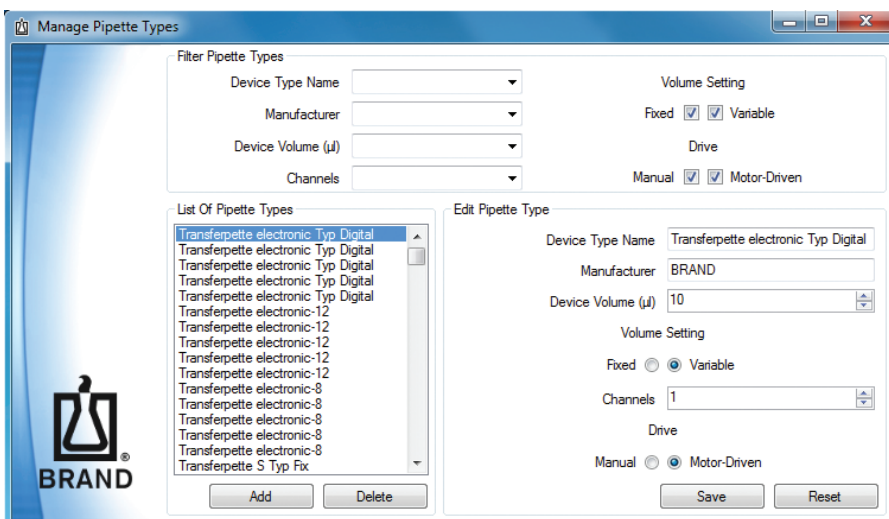 Manage Pipette Types
Filter Pipette Types
Device Type Name
Manufacturer
Device Volume (µl)
Channels
Volume Setting
Fixed Variable
Drive
Manual Motor-Driven
List Of Pipette Types
Transferpette electronic Typ Digital
Transferpette electronic Typ Digital
Transferpette electronic Typ Digital
Transferpette electronic Typ Digital
Transferpette electronic Typ Digital
Transferpette electronic-12
Transferpette electronic-12
Transferpette electronic-12
Transferpette electronic-12
Transferpette electronic-12
Transferpette electronic-8
Transferpette electronic-8
Transferpette electronic-8
Transferpette electronic-8
Transferpette electronic-8
Transferpette S Typ Fix
Add Delete
Edit Pipette Type
Device Type Name Transferpette electronic Typ Digital
Manufacturer BRAND
Device Volume (µl) 10
Volume Setting
Fixed Variable
Channels 1
Drive
Manual Motor-Driven
Save Reset
BRAND®